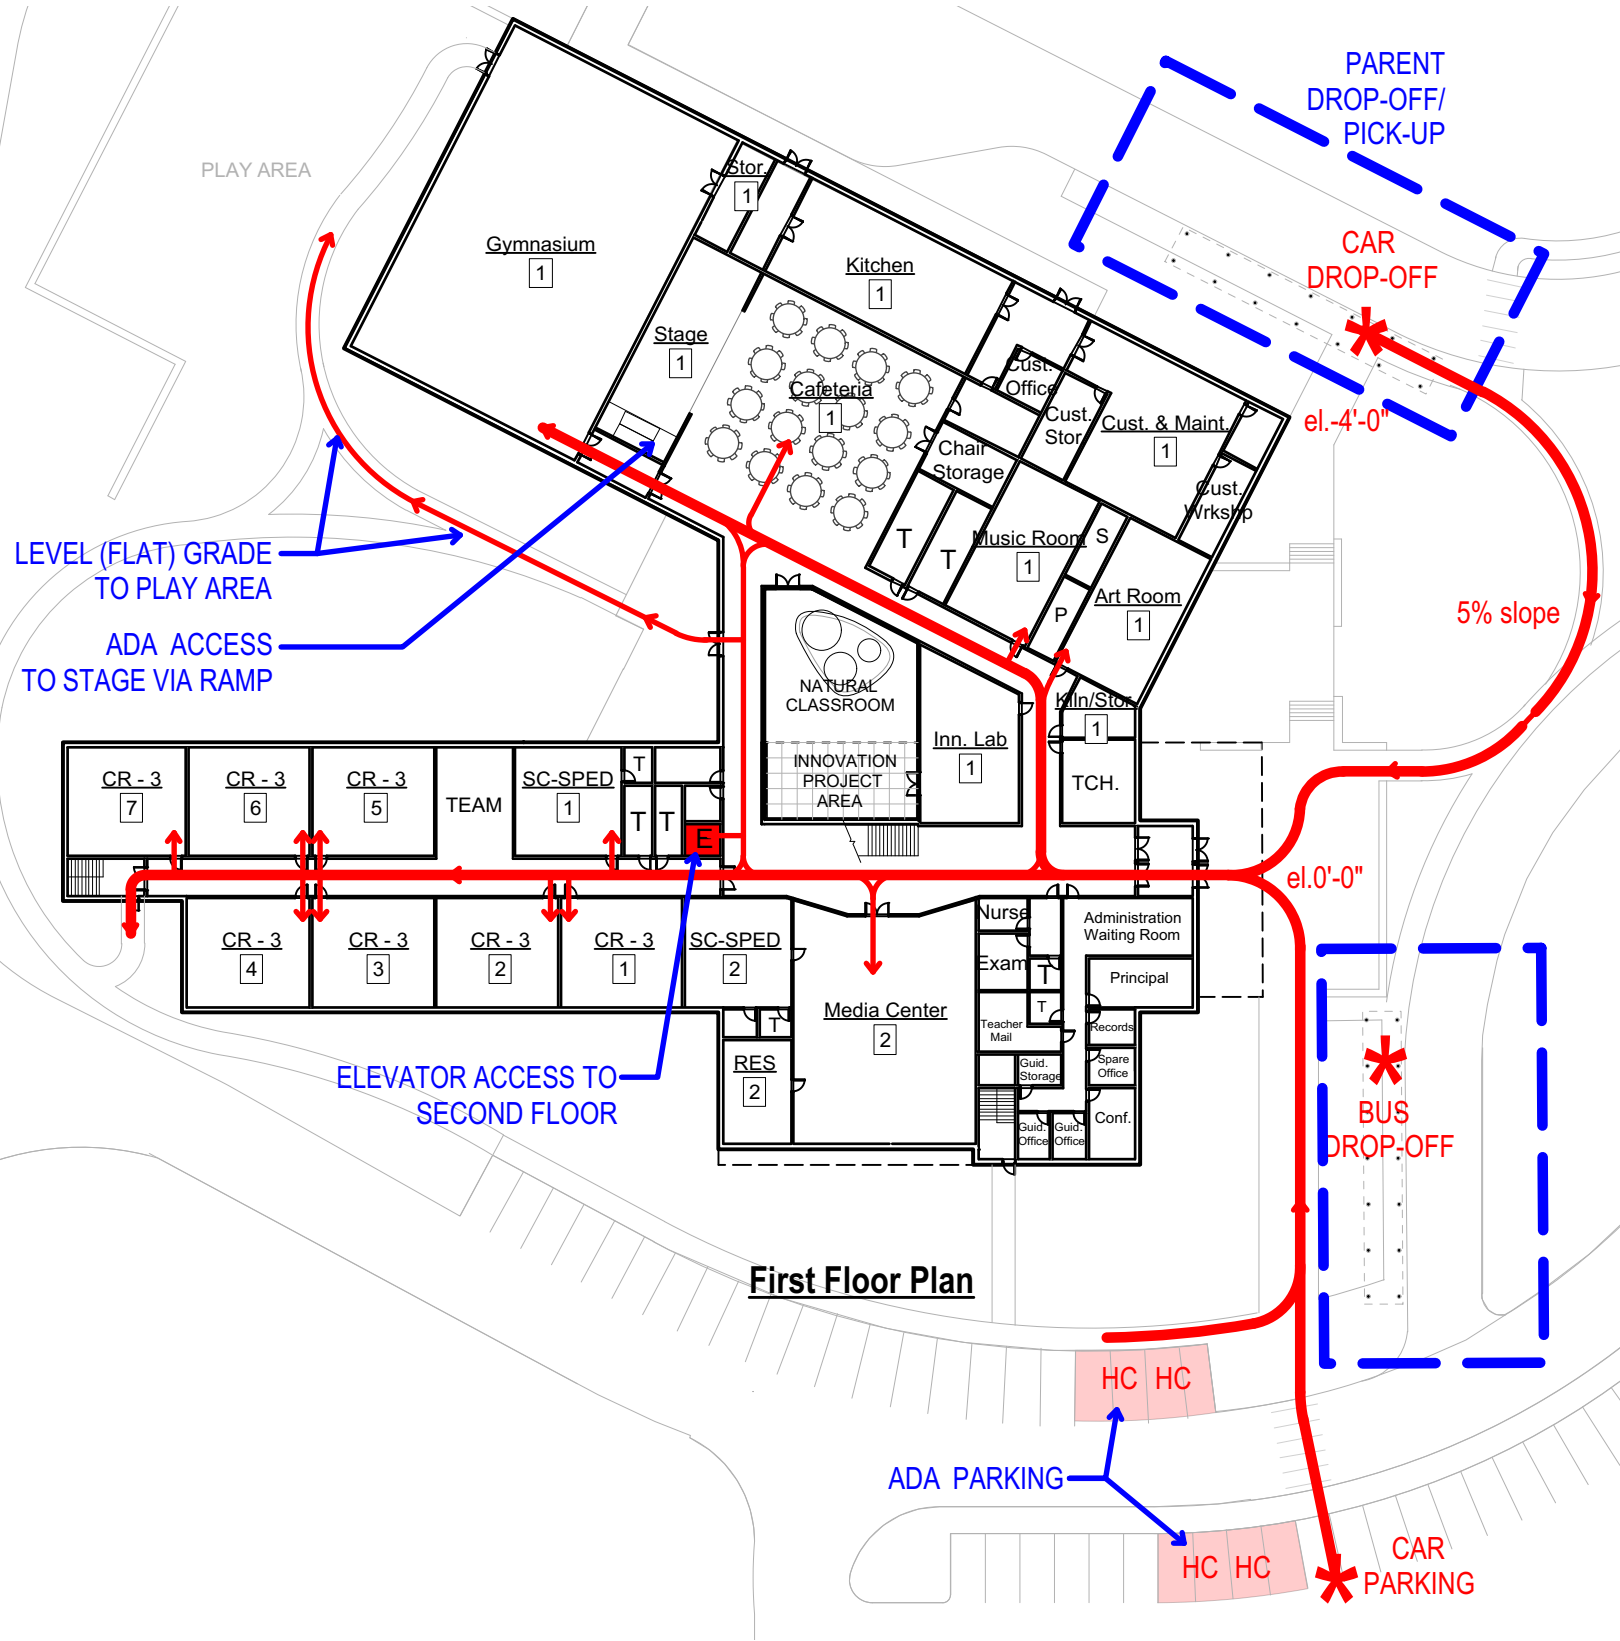 PARENT
DROP-OFF/
PICK-UP
PLAY AREA
Stor.
1
Gymnasium
1
Kitchen
1
CAR
DROP-OFF
Stage
1
Cafeteria
1
Cust.
Office
Cust.
Stor.
Cust. & Maint.
1
el.-4'-0"
Chair
Storage
Cust.
Wrkshp
T
T
Music Room
1
S
P
Art Room
1
LEVEL (FLAT) GRADE
TO PLAY AREA
5% slope
ADA ACCESS
TO STAGE VIA RAMP
NATURAL
CLASSROOM
Kiln/Stor.
1
Inn. Lab
1
INNOVATION
PROJECT
AREA
TCH.
CR - 3
7
CR - 3
6
CR - 3
5
TEAM
SC-SPED
1
T
T
T
E
el.0'-0"
CR - 3
4
CR - 3
3
CR - 3
2
CR - 3
1
SC-SPED
2
Nurse
Administration
Waiting Room
Exam
T
Principal
T
Media Center
2
T
Teacher
Mail
Records
RES
2
Guid.
Storage
Spare
Office
Guid.
Office
Guid.
Office
Conf.
ELEVATOR ACCESS TO
SECOND FLOOR
BUS
DROP-OFF
First Floor Plan
HC HC
ADA PARKING
HC HC
CAR
PARKING